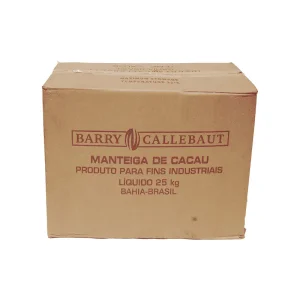 BARRY CALLEBAUT
MANTEIGA DE CACAU
PRODUTO PARA FINS INDUSTRIAIS
LÍQUIDO 25 kg
BAHIA-BRASIL